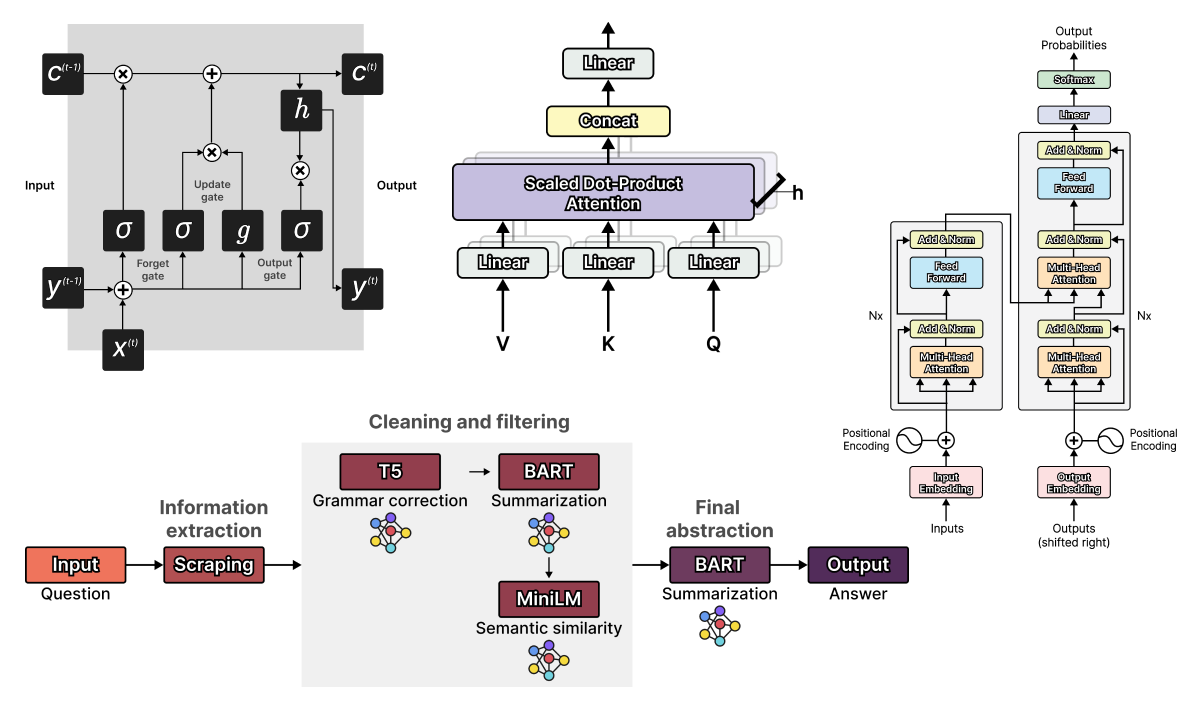 C(t-1)
C(t)
h
Input
Update
gate
Output
σ
σ
g
σ
Forget
gate
Output
gate
y(t-1)
y(t)
X(t)
Linear
Concat
Scaled Dot-Product
Attention
h
Linear
Linear
Linear
V
K
Q
Output
Probabilities
Softmax
Linear
Add & Norm
Feed
Forward
Add & Norm
Multi-Head
Attention
Add & Norm
Multi-Head
Attention
Nx
Add & Norm
Feed
Forward
Nx
Add & Norm
Multi-Head
Attention
Positional
Encoding
Positional
Encoding
Input
Embedding
Output
Embedding
Inputs
Outputs
(shifted right)
Cleaning and filtering
T5
Grammar correction
BART
Summarization
MiniLM
Semantic similarity
Information
extraction
Final
abstraction
Input
Question
Scraping
BART
Summarization
Output
Answer